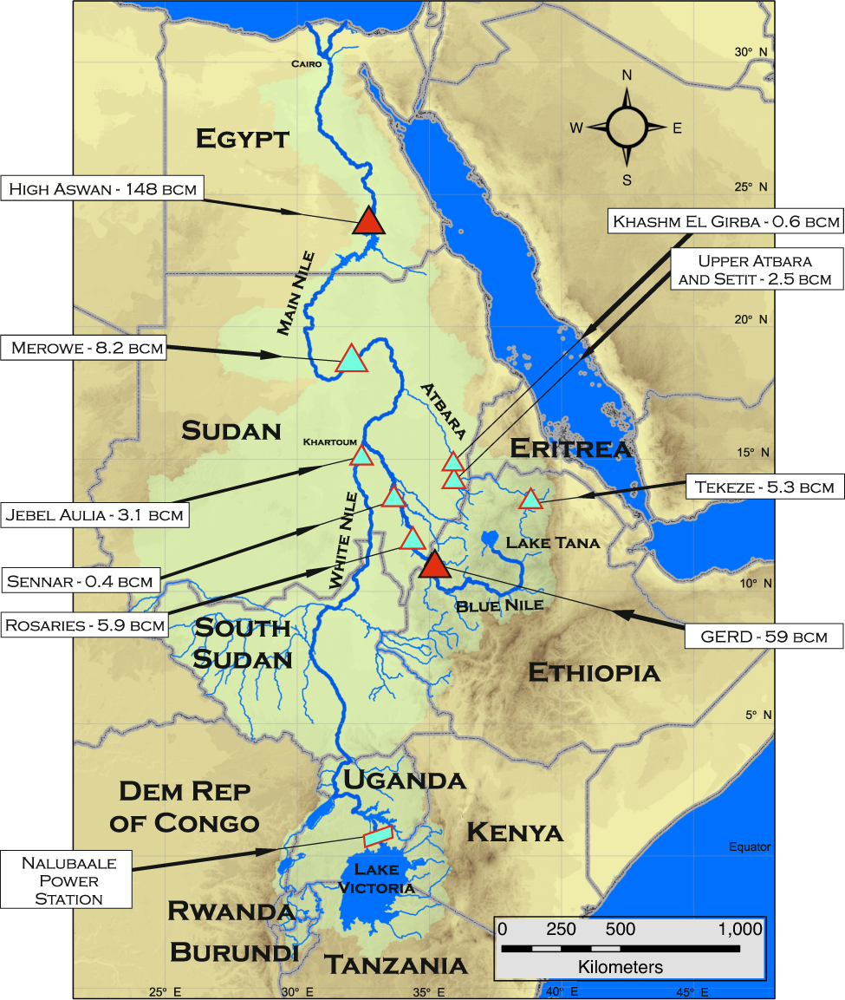 30° N
CAIRO
N
W E
S
EGYPT
HIGH ASWAN - 148 BCM
25° N
KHASHM EL GIRBA - 0.6 BCM
UPPER ATBARA
AND SETIT - 2.5 BCM
MAIN NILE
20° N
MEROWE - 8.2 BCM
ATBARA
SUDAN
KHARTOUM
ERITREA
15° N
TEKEZE - 5.3 BCM
JEBEL AULIA - 3.1 BCM
WHITE NILE
LAKE TANA
SENNAR - 0.4 BCM
10° N
BLUE NILE
ROSARIES - 5.9 BCM
SOUTH
SUDAN
GERD - 59 BCM
ETHIOPIA
5° N
UGANDA
DEM REP
OF CONGO
KENYA
Equator
NALUBAALE
POWER
STATION
LAKE
VICTORIA
RWANDA
BURUNDI
TANZANIA
0 250 500 1,000
Kilometers
25° E 30° E 35° E 40° E 45° E